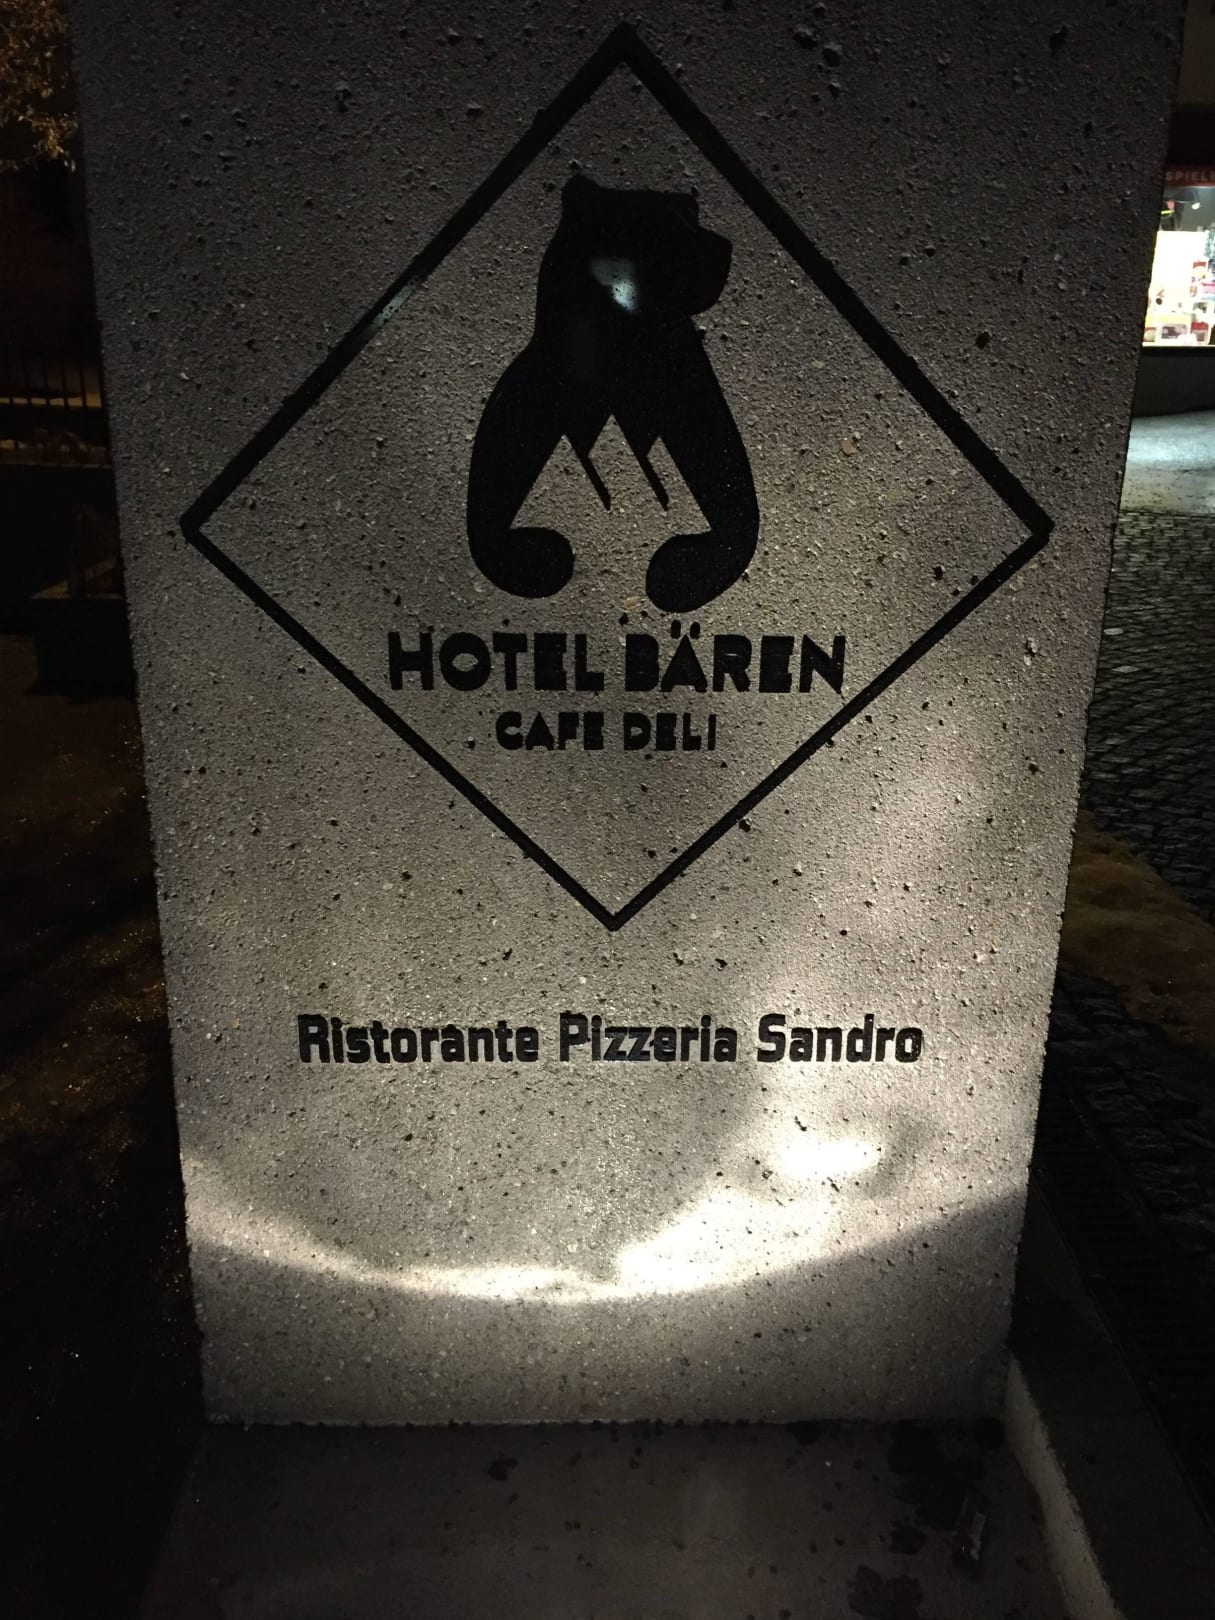 HOTEL BÄREN
CAFE DELI
Ristorante Pizzeria Sandro